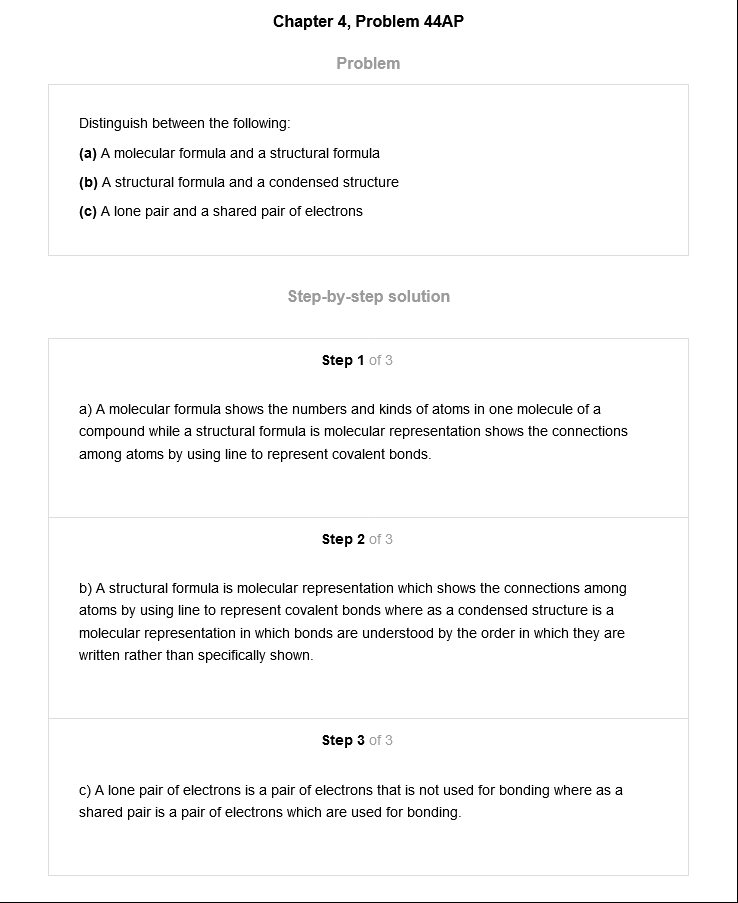 Chapter 4, Problem 44AP
Problem
Distinguish between the following:
(a) A molecular formula and a structural formula
(b) A structural formula and a condensed structure
(c) A lone pair and a shared pair of electrons
Step-by-step solution
Step 1 of 3
a) A molecular formula shows the numbers and kinds of atoms in one molecule of a
compound while a structural formula is molecular representation shows the connections
among atoms by using line to represent covalent bonds.
Step 2 of 3
b) A structural formula is molecular representation which shows the connections among
atoms by using line to represent covalent bonds where as a condensed structure is a
molecular representation in which bonds are understood by the order in which they are
written rather than specifically shown.
Step 3 of 3
c) A lone pair of electrons is a pair of electrons that is not used for bonding where as a
shared pair is a pair of electrons which are used for bonding.